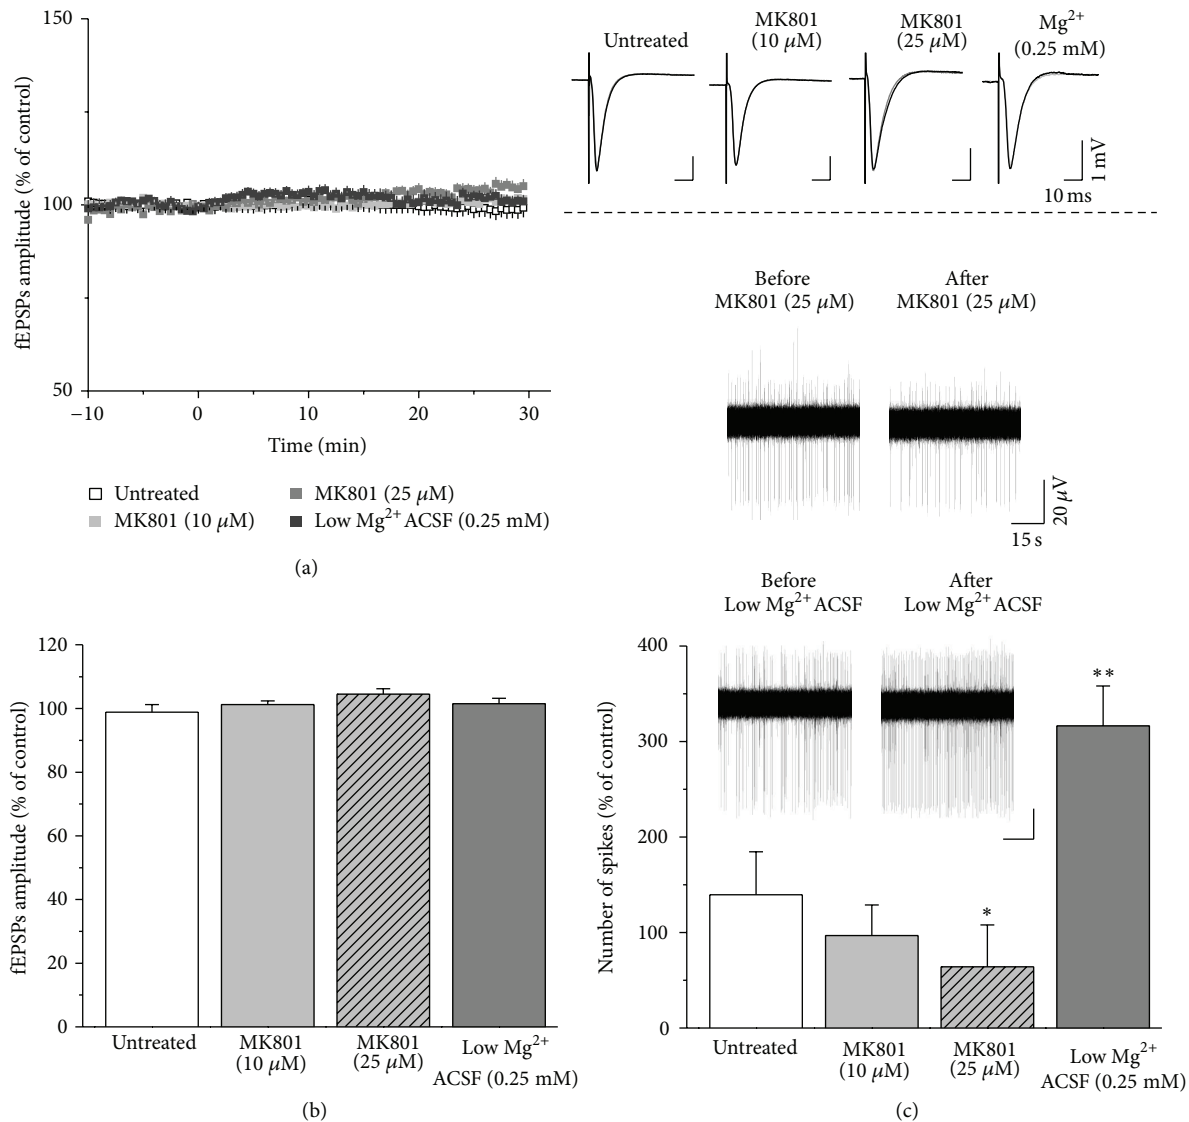 150
100
50
fEPSPs amplitude (% of control)
−10
0
10
20
30
Time (min)
Untreated
MK801 (10 μM)
MK801 (25 μM)
Low Mg2+ ACSF (0.25 mM)
(a)
Untreated
MK801
(10 μM)
MK801
(25 μM)
Mg2+
(0.25 mM)
1 mV
10 ms
Before
MK801 (25 μM)
After
MK801 (25 μM)
20 μV
15 s
Before
Low Mg2+ ACSF
After
Low Mg2+ ACSF
120
100
80
60
40
20
0
fEPSPs amplitude (% of control)
Untreated
MK801
(10 μM)
MK801
(25 μM)
Low Mg2+
ACSF (0.25 mM)
(b)
400
300
200
100
0
Number of spikes (% of control)
*
**
Untreated
MK801
(10 μM)
MK801
(25 μM)
Low Mg2+
ACSF (0.25 mM)
(c)